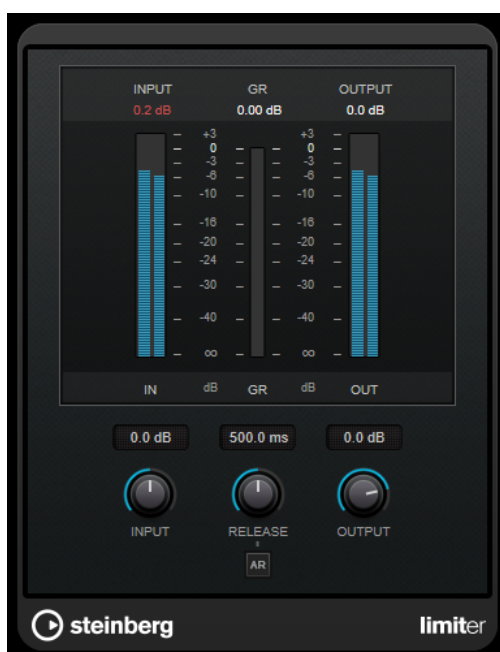 INPUT GR OUTPUT
0.2 dB 0.00 dB 0.0 dB
+3 +3
0 0
-3 -3
-6 -6
-10 -10
-16 -16
-20 -20
-24 -24
-30 -30
-40 -40
∞ ∞
IN dB GR dB OUT
0.0 dB 500.0 ms 0.0 dB
INPUT RELEASE OUTPUT
AR
steinberg limiter